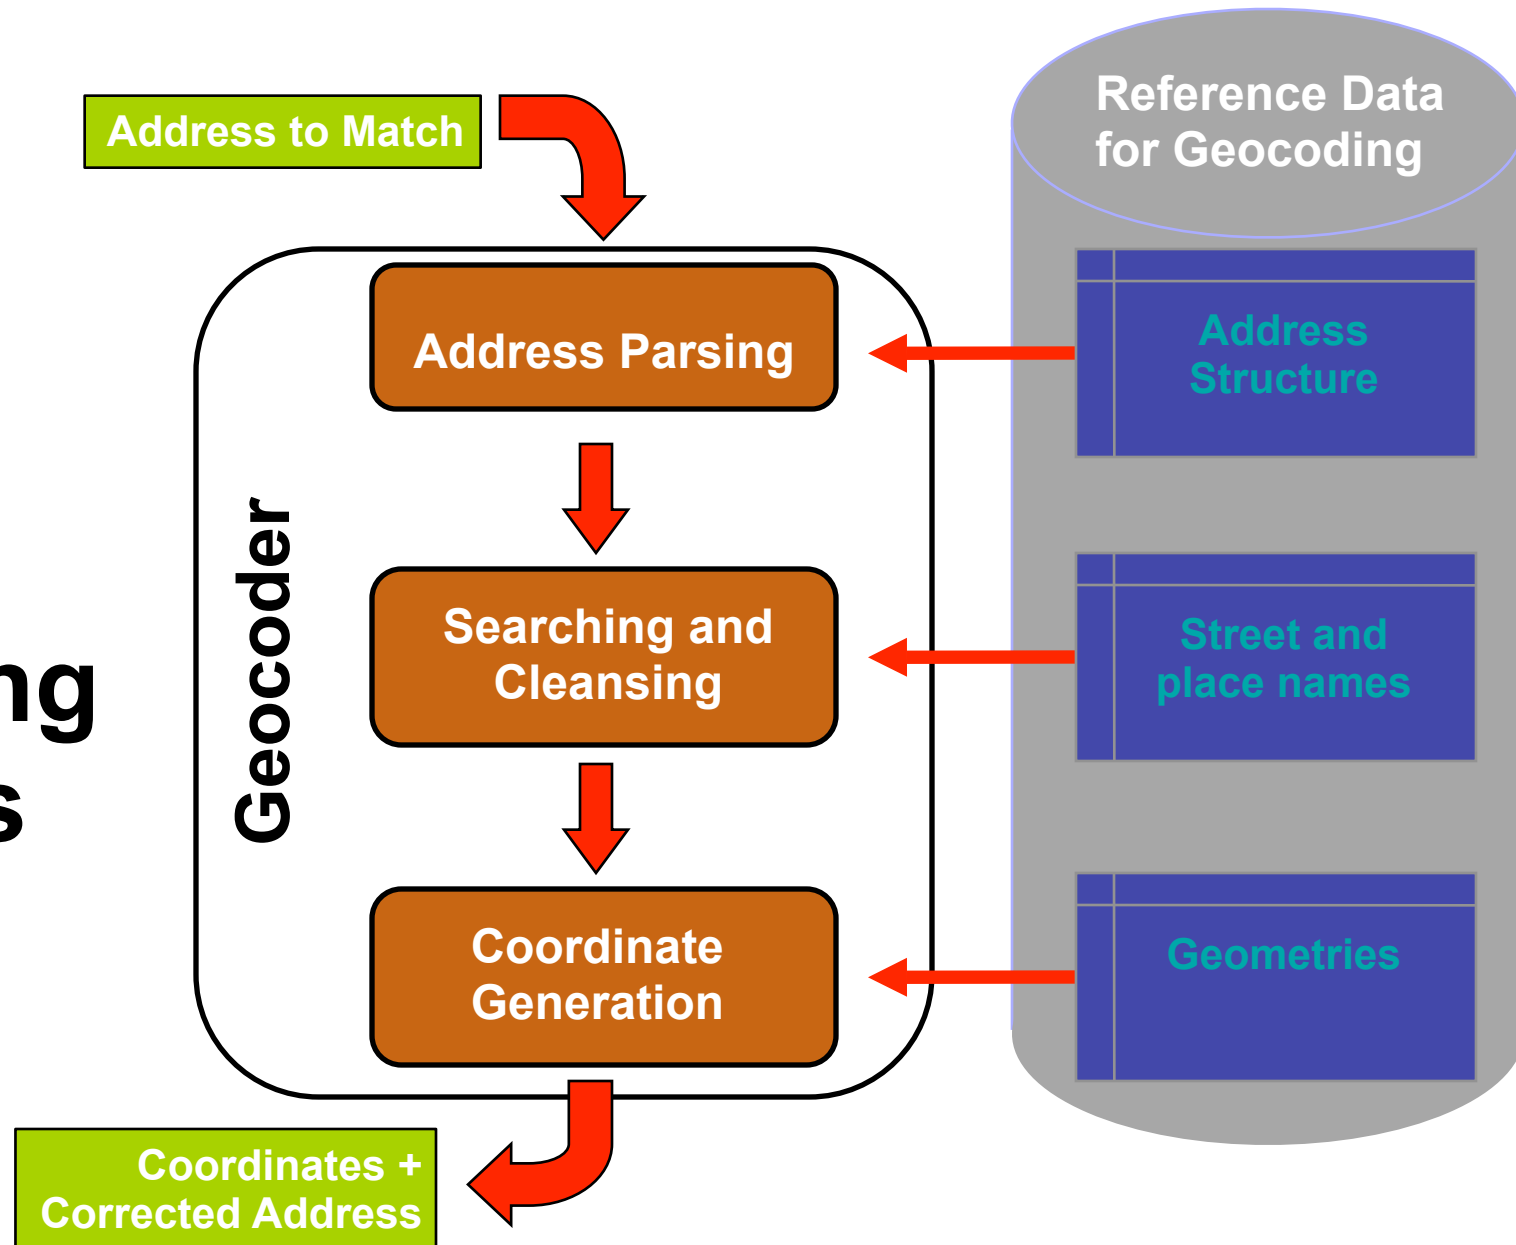 Address to Match
Reference Data
for Geocoding
Address Parsing
Address
Structure
Geocoder
Searching and
Cleansing
Street and
place names
Coordinate
Generation
Geometries
Coordinates +
Corrected Address